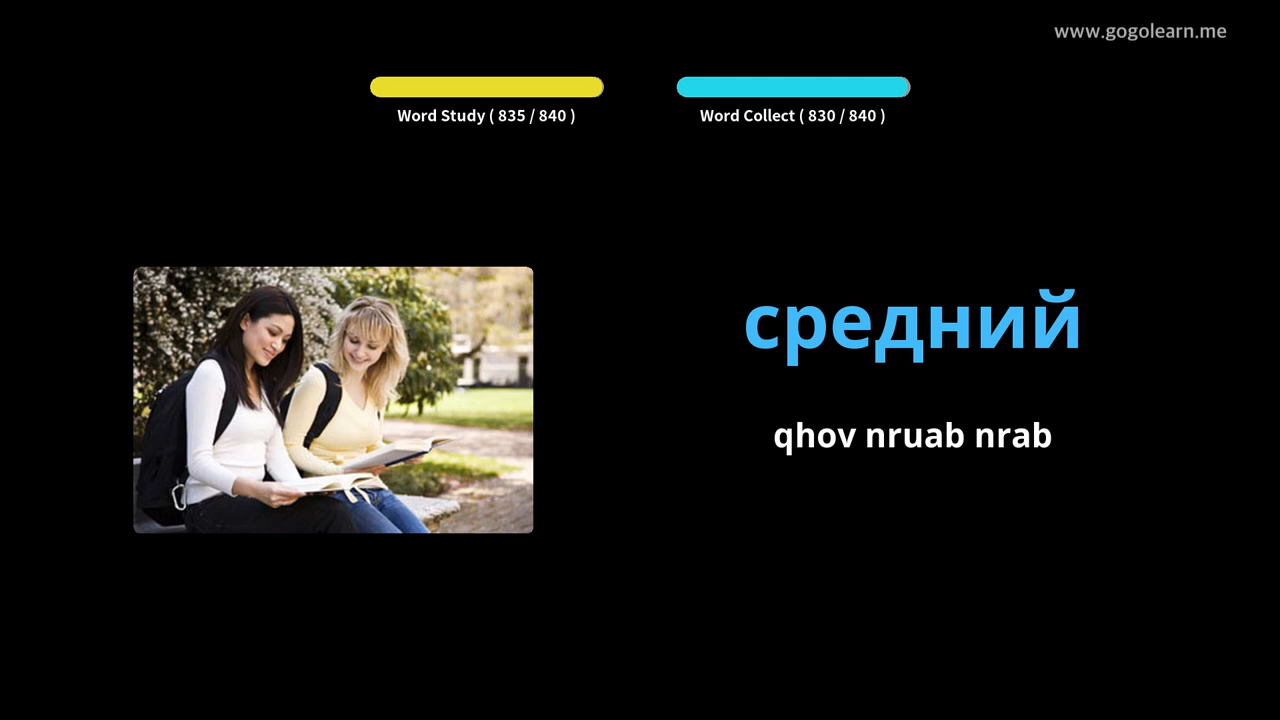 www.gogolearn.me
Word Study ( 835 / 840 )
Word Collect ( 830 / 840 )
средний
qhov nruab nrab